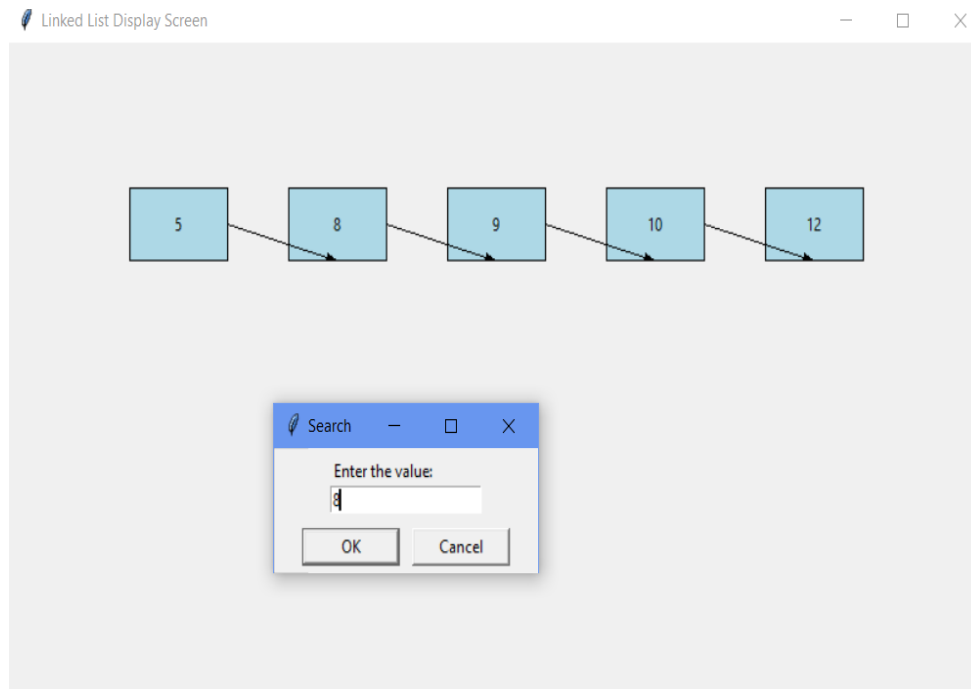 Linked List Display Screen
5 8 9 10 12
Search
Enter the value:
8
OK Cancel